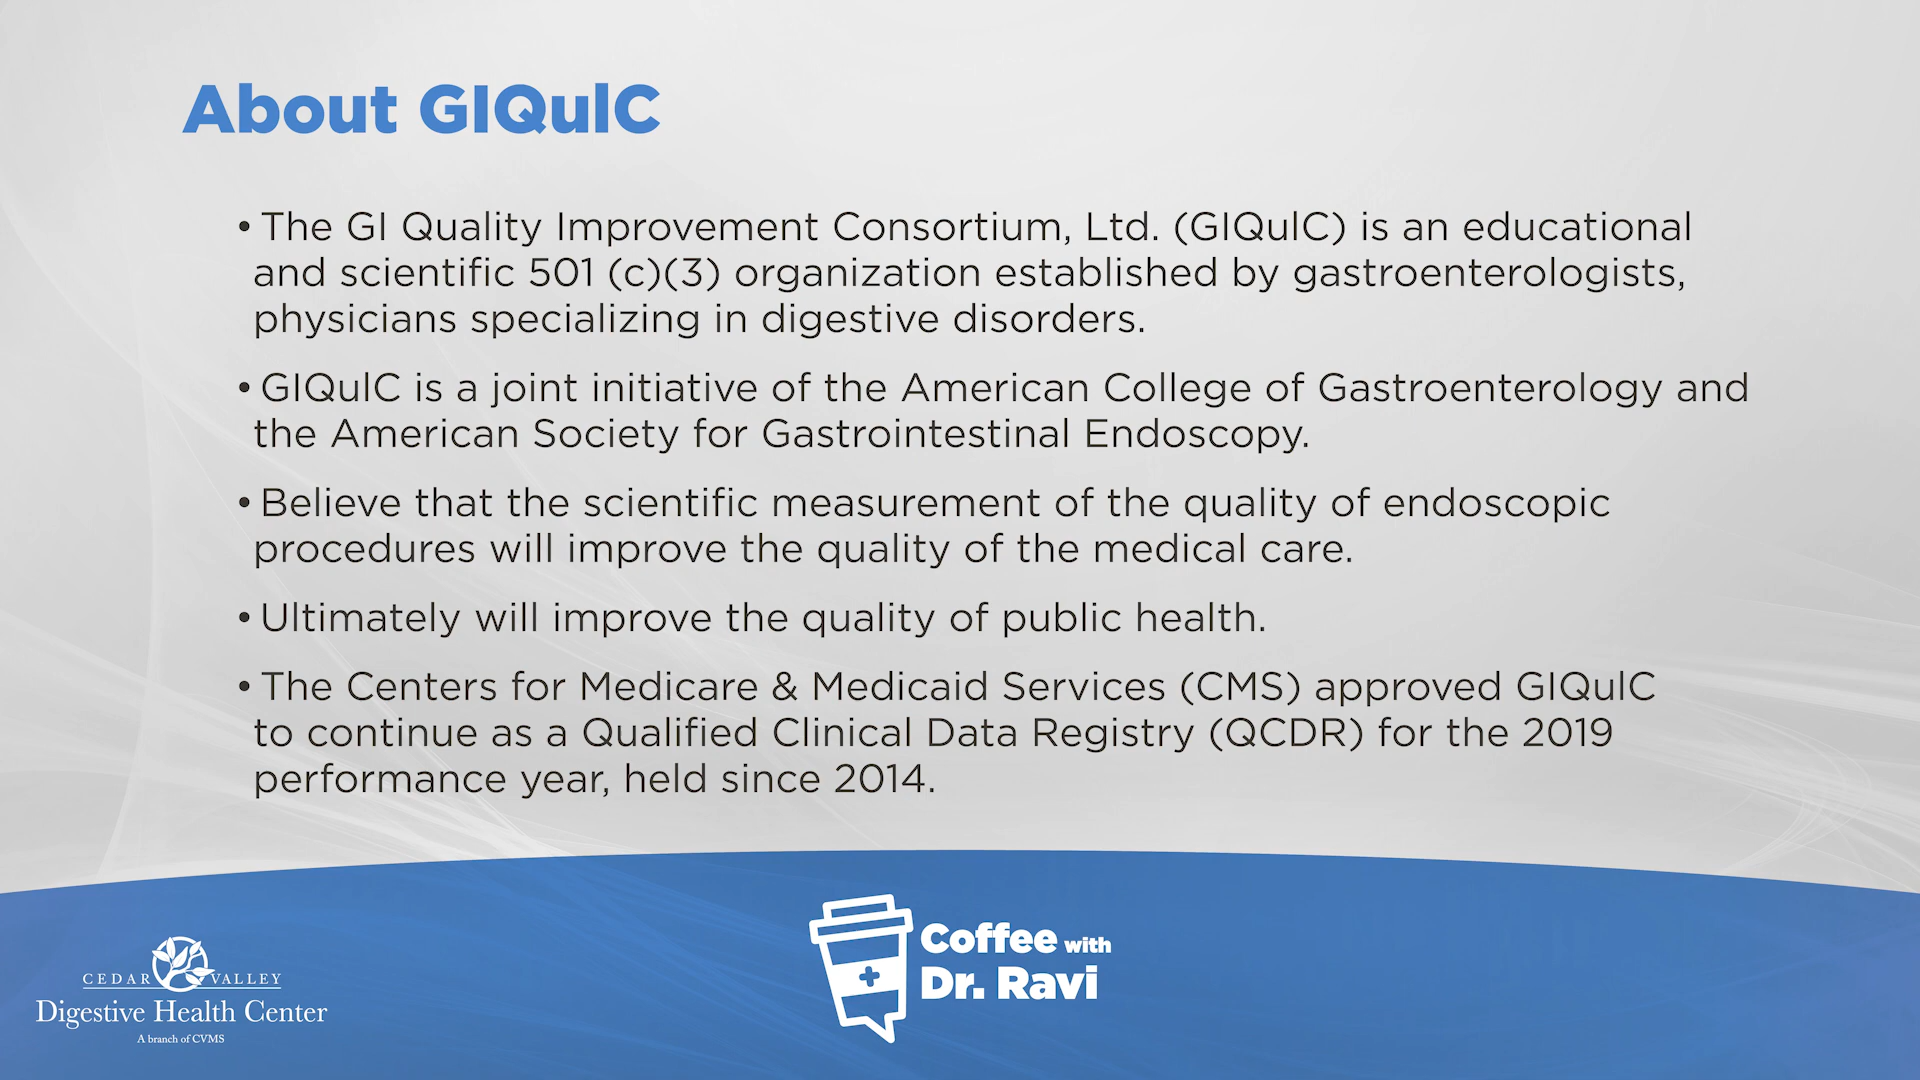 About GIQuIC
• The GI Quality Improvement Consortium, Ltd. (GIQuIC) is an educational
and scientific 501 (c)(3) organization established by gastroenterologists,
physicians specializing in digestive disorders.
• GIQuIC is a joint initiative of the American College of Gastroenterology and
the American Society for Gastrointestinal Endoscopy.
• Believe that the scientific measurement of the quality of endoscopic
procedures will improve the quality of the medical care.
• Ultimately will improve the quality of public health.
• The Centers for Medicare & Medicaid Services (CMS) approved GIQuIC
to continue as a Qualified Clinical Data Registry (QCDR) for the 2019
performance year, held since 2014.
CEDAR VALLEY
Digestive Health Center
A branch of CVMS
Coffee with
Dr. Ravi